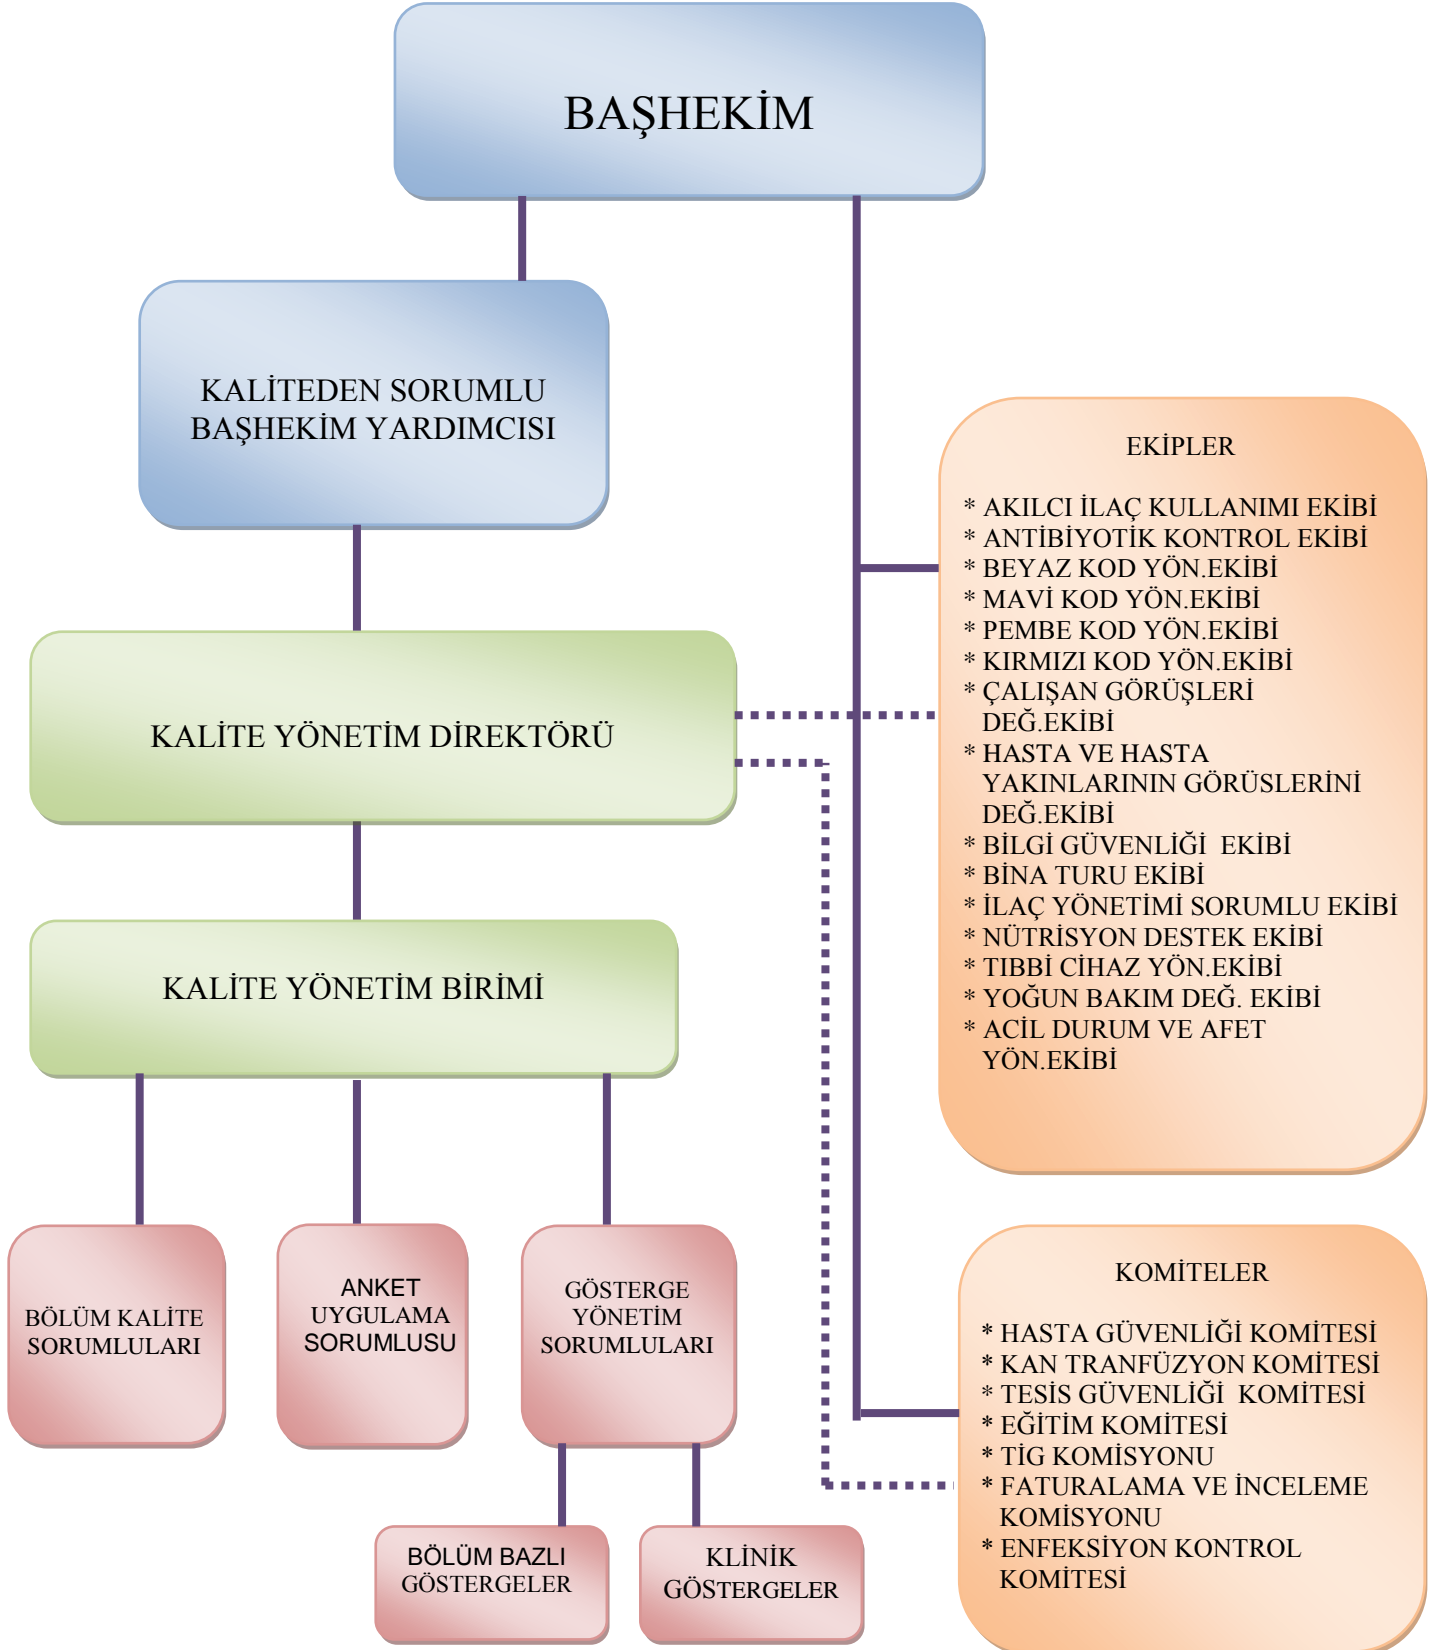 BAŞHEKİM
KALİTEDEN SORUMLU
BAŞHEKİM YARDIMCISI
KALİTE YÖNETİM DİREKTÖRÜ
KALİTE YÖNETİM BİRİMİ
BÖLÜM KALİTE
SORUMLULARI
ANKET
UYGULAMA
SORUMLUSU
GÖSTERGE
YÖNETİM
SORUMLULARI
BÖLÜM BAZLI
GÖSTERGELER
KLİNİK
GÖSTERGELER
EKİPLER
* AKILCI İLAÇ KULLANIMI EKİBİ
* ANTİBİYOTİK KONTROL EKİBİ
* BEYAZ KOD YÖN.EKİBİ
* MAVİ KOD YÖN.EKİBİ
* PEMBE KOD YÖN.EKİBİ
* KIRMIZI KOD YÖN.EKİBİ
* ÇALIŞAN GÖRÜŞLERİ
DEĞ.EKİBİ
* HASTA VE HASTA
YAKINLARININ GÖRÜSLERİNİ
DEĞ.EKİBİ
* BİLGİ GÜVENLİĞİ  EKİBİ
* BİNA TURU EKİBİ
* İLAÇ YÖNETİMİ SORUMLU EKİBİ
* NÜTRİSYON DESTEK EKİBİ
* TIBBİ CİHAZ YÖN.EKİBİ
* YOĞUN BAKIM DEĞ. EKİBİ
* ACİL DURUM VE AFET
YÖN.EKİBİ
KOMİTELER
* HASTA GÜVENLİĞİ KOMİTESİ
* KAN TRANFÜZYON KOMİTESİ
* TESİS GÜVENLİĞİ  KOMİTESİ
* EĞİTİM KOMİTESİ
* TİG KOMİSYONU
* FATURALAMA VE İNCELEME
KOMİSYONU
* ENFEKSİYON KONTROL
KOMİTESİ